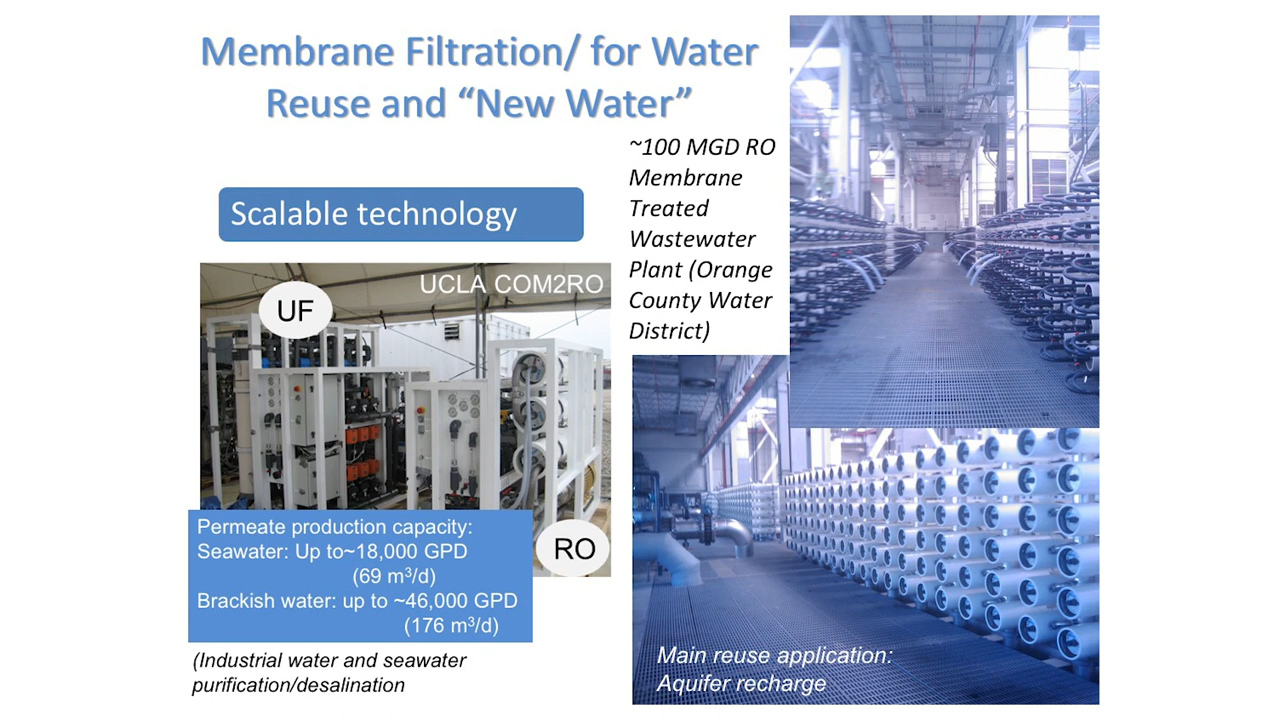 Membrane Filtration/ for Water
Reuse and “New Water”
~100 MGD RO
Membrane
Treated
Wastewater
Plant (Orange
County Water
District)
Scalable technology
UCLA COM2RO
UF
RO
Permeate production capacity:
Seawater: Up to~18,000 GPD
(69 m³/d)
Brackish water: up to ~46,000 GPD
(176 m³/d)
(Industrial water and seawater
purification/desalination
Main reuse application:
Aquifer recharge